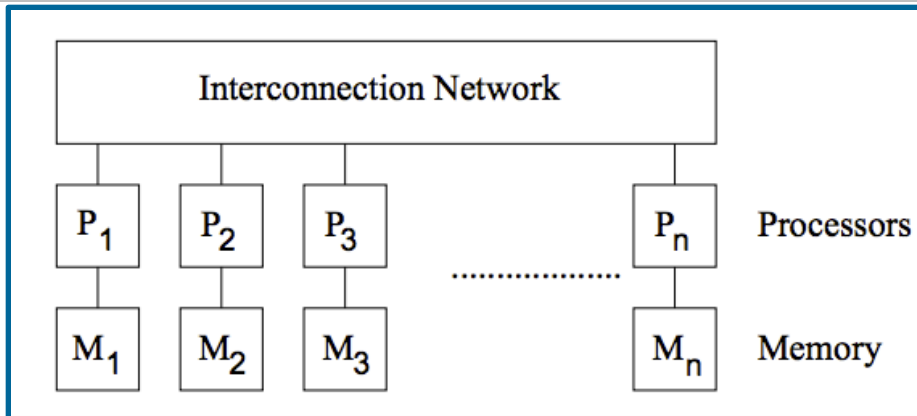 Interconnection Network
P1 P2 P3 Pn Processors
..................
M1 M2 M3 Mn Memory